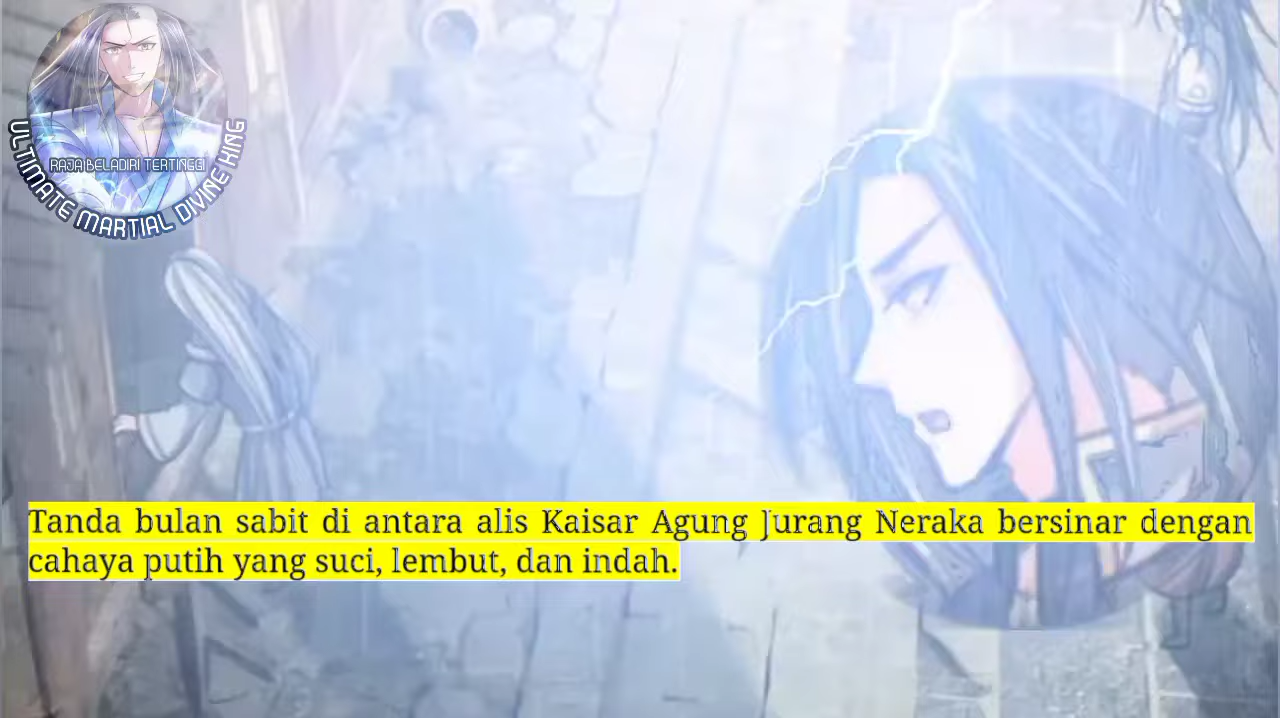 RAJA BELADIRI TERTINGGI
ULTIMATE MARTIAL DIVINE KING
Tanda bulan sabit di antara alis Kaisar Agung Jurang Neraka bersinar dengan
cahaya putih yang suci, lembut, dan indah.